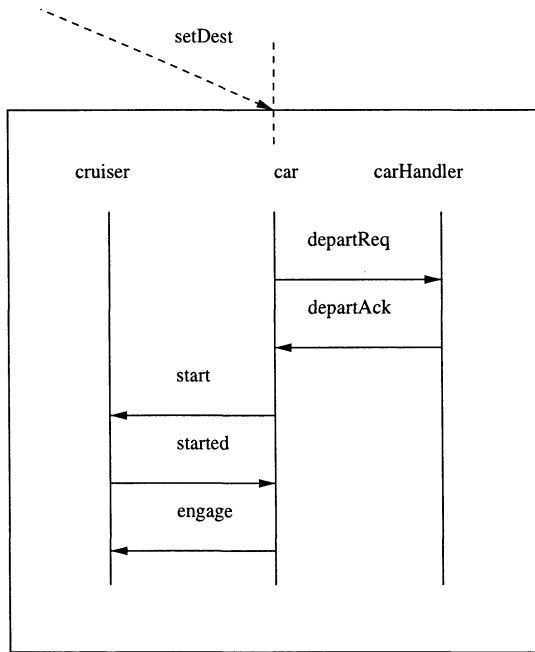 setDest
cruiser car carHandler
departReq
departAck
start
started
engage